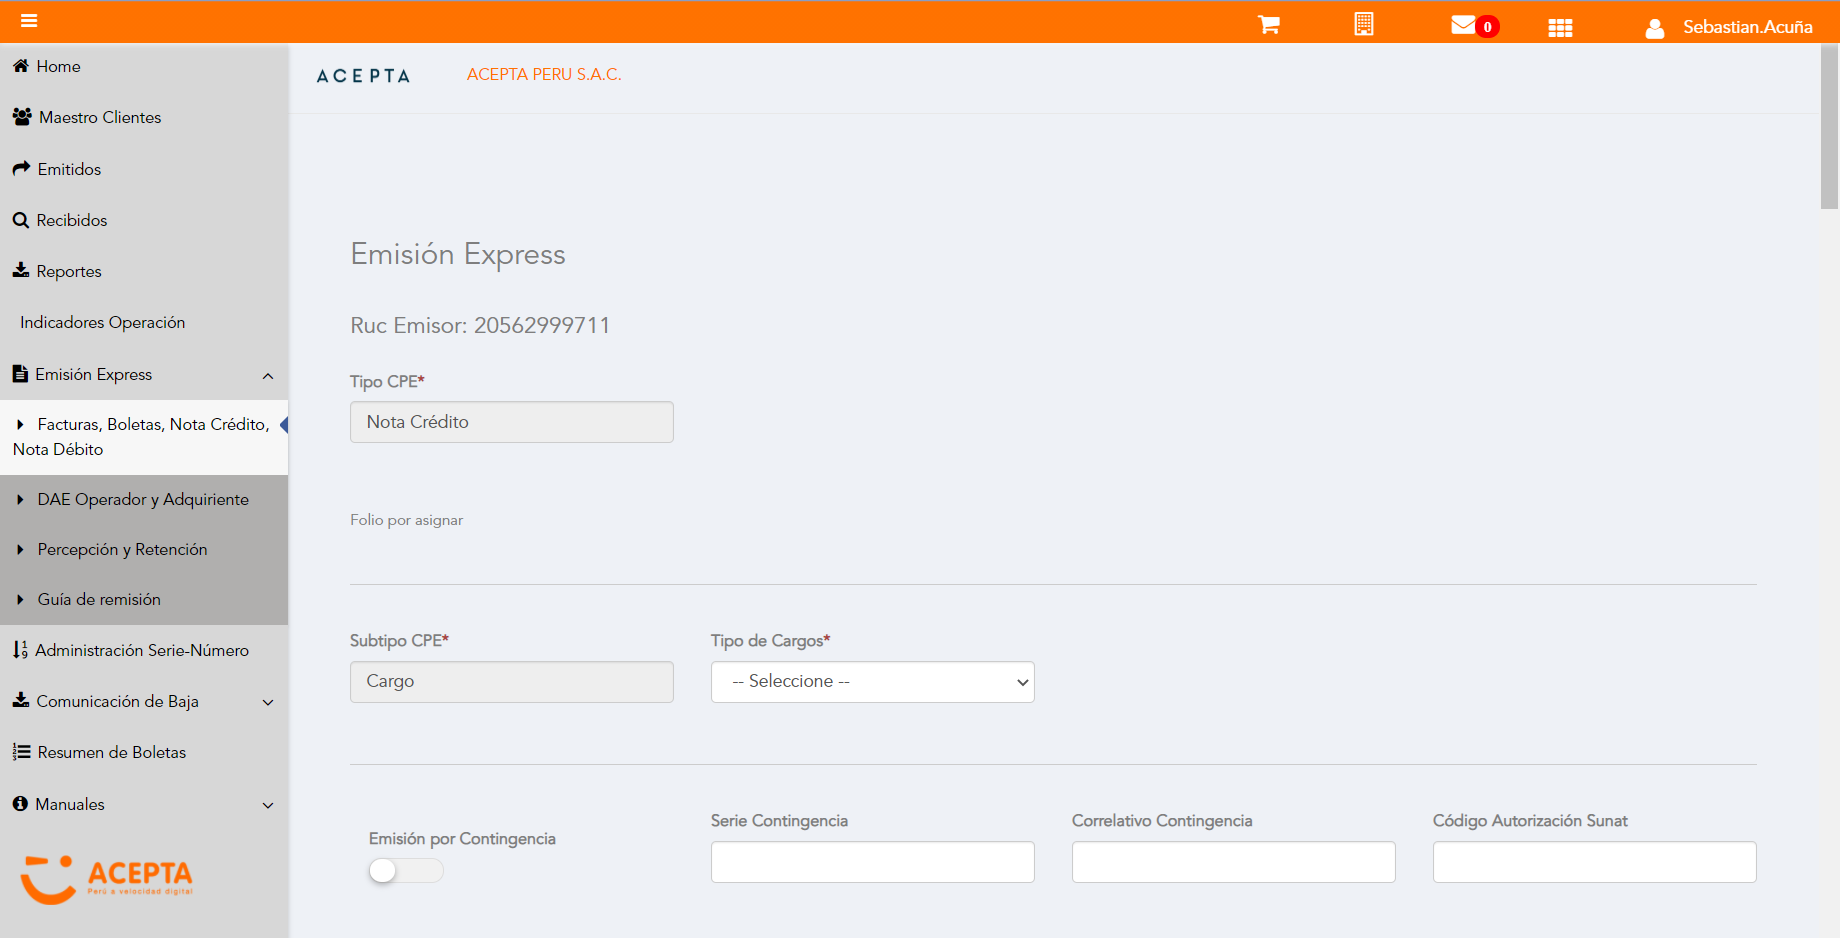 0
Sebastian.Acuña
Home
Maestro Clientes
Emitidos
Recibidos
Reportes
Indicadores Operación
Emisión Express
Facturas, Boletas, Nota Crédito,
Nota Débito
DAE Operador y Adquiriente
Percepción y Retención
Guía de remisión
Administración Serie-Número
Comunicación de Baja
Resumen de Boletas
Manuales
ACEPTA
Perú a velocidad digital
ACEPTA
ACEPTA PERU S.A.C.
Emisión Express
Ruc Emisor: 20562999711
Tipo CPE*
Nota Crédito
Folio por asignar
Subtipo CPE*
Tipo de Cargos*
Cargo
-- Seleccione --
Emisión por Contingencia
Serie Contingencia
Correlativo Contingencia
Código Autorización Sunat